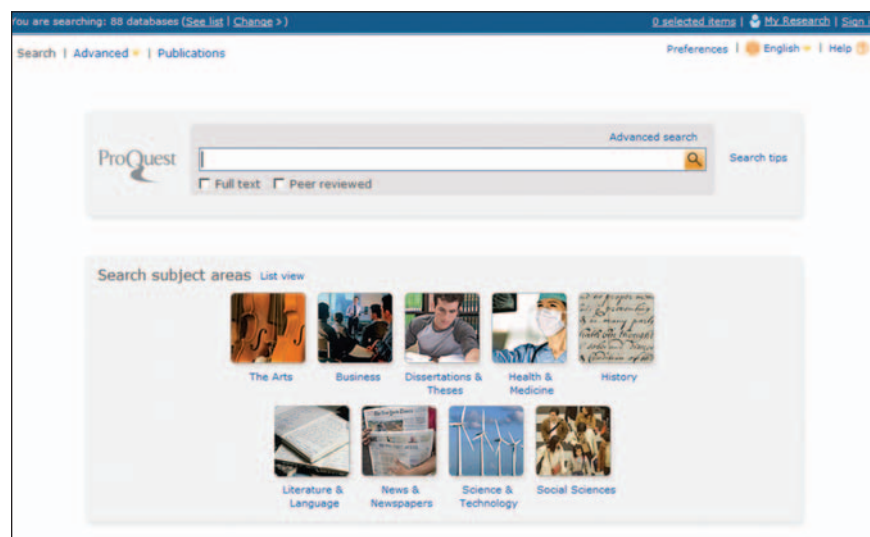 You are searching: 88 databases (See list | Change > )
0 selected items | My Research | Sign i
Search | Advanced | Publications
Preferences | English | Help
Advanced search
ProQuest
Search tips
Full text Peer reviewed
Search subject areas List view
The Arts
Business
Dissertations &
Theses
Health &
Medicine
History
Literature &
Language
News &
Newspapers
Science &
Technology
Social Sciences